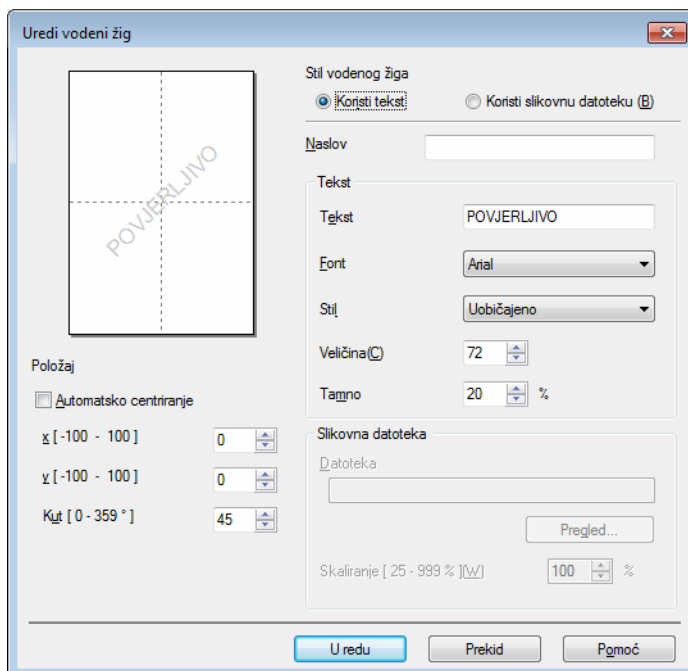 Uredi vodeni žig
POVJERLJIVO
Položaj
Automatsko centriranje
x [ -100 - 100 ] 0
y [ -100 - 100 ] 0
Kut [ 0 - 359 ° ] 45
Stil vodenog žiga
Koristi tekst Koristi slikovnu datoteku (B)
Naslov
Tekst
Tekst POVJERLJIVO
Font Arial
Stil Uobičajeno
Veličina(C) 72
Tamno 20 %
Slikovna datoteka
Datoteka
Pregled...
Skaliranje [ 25 - 999 % ](W) 100 %
U redu Prekid Pomoć